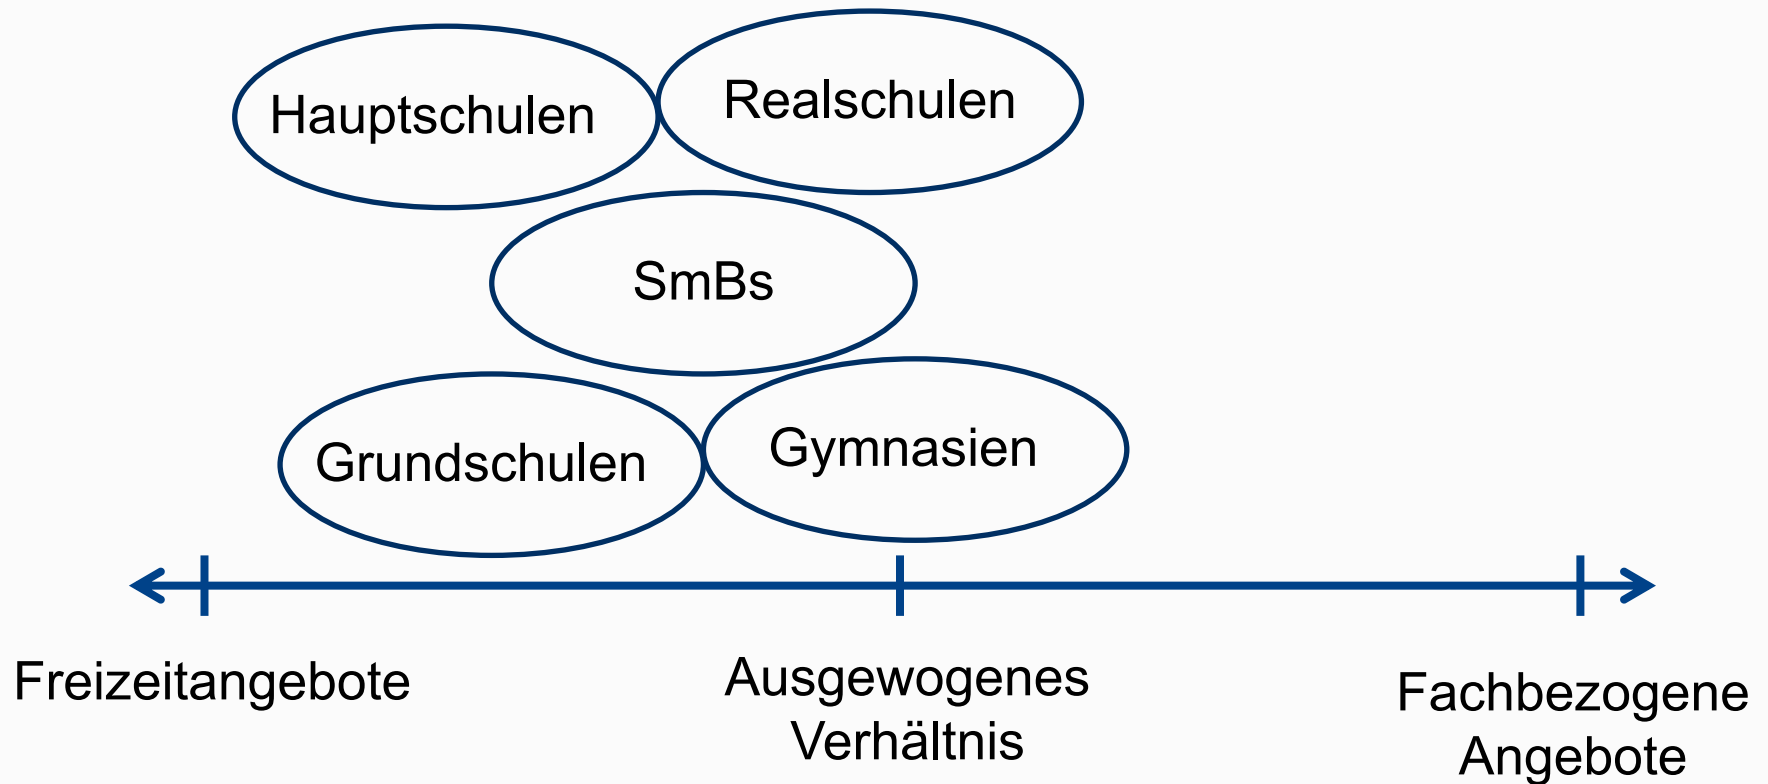 Hauptschulen
Realschulen
SmBs
Grundschulen
Gymnasien
Freizeitangebote
Ausgewogenes
Verhältnis
Fachbezogene
Angebote